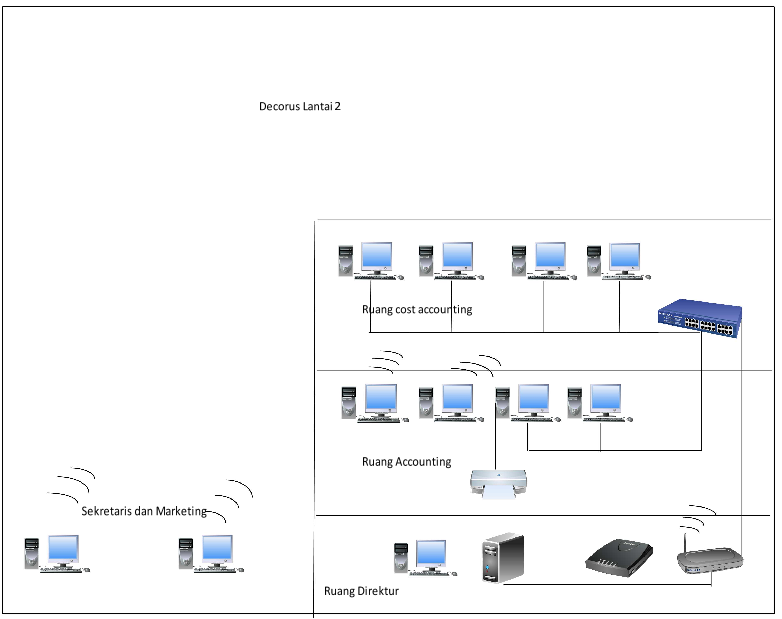 Decorus Lantai 2
Ruang cost accounting
Ruang Accounting
Sekretaris dan Marketing
Ruang Direktur